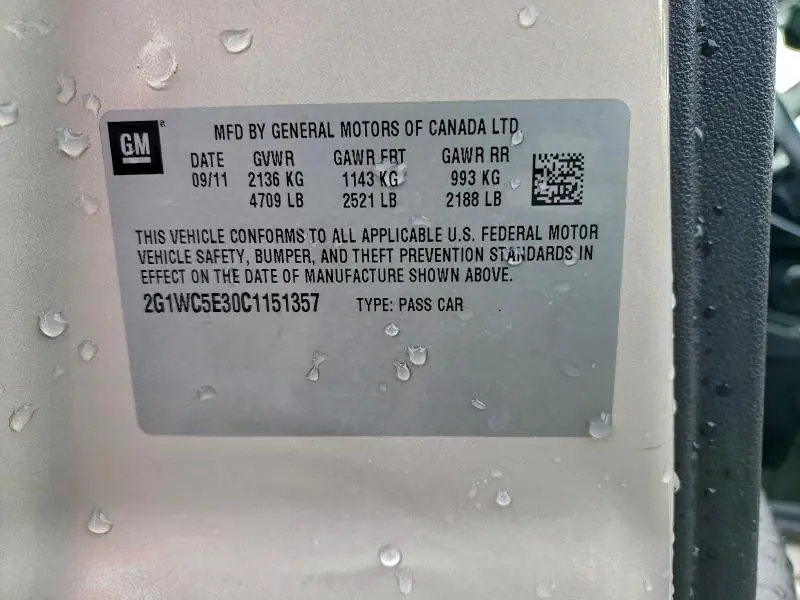 GM ®
MFD BY GENERAL MOTORS OF CANADA LTD
DATE GVWR GAWR FRT GAWR RR
09/11 2136 KG 1143 KG 993 KG
4709 LB 2521 LB 2188 LB
THIS VEHICLE CONFORMS TO ALL APPLICABLE U.S. FEDERAL MOTOR
VEHICLE SAFETY, BUMPER, AND THEFT PREVENTION STANDARDS IN
EFFECT ON THE DATE OF MANUFACTURE SHOWN ABOVE.
2G1WC5E30C1151357 TYPE: PASS CAR